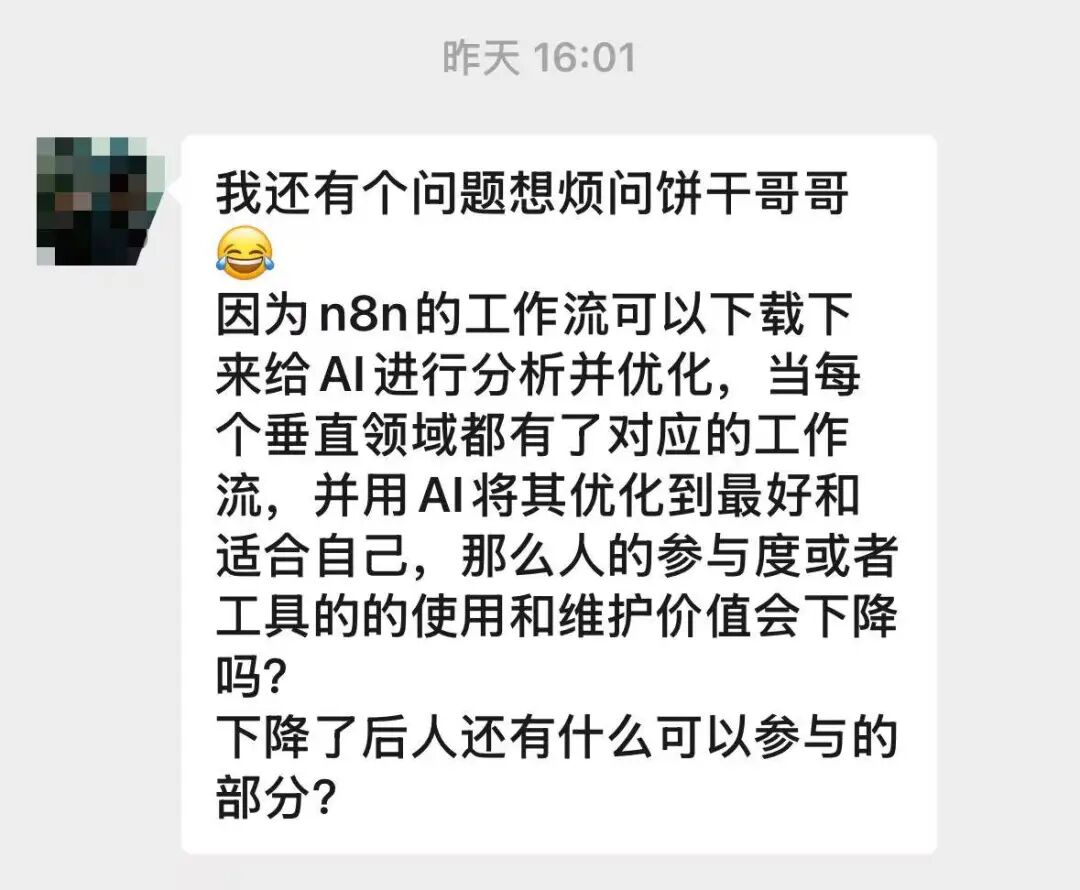 昨天 16:01
我还有个问题想烦问饼干哥哥
😂
因为n8n的工作流可以下载下
来给AI进行分析并优化，当每
个垂直领域都有了对应的工作
流，并用AI将其优化到最好和
适合自己，那么人的参与度或者
工具的的使用和维护价值会下降
吗？
下降了后人还有什么可以参与的
部分？